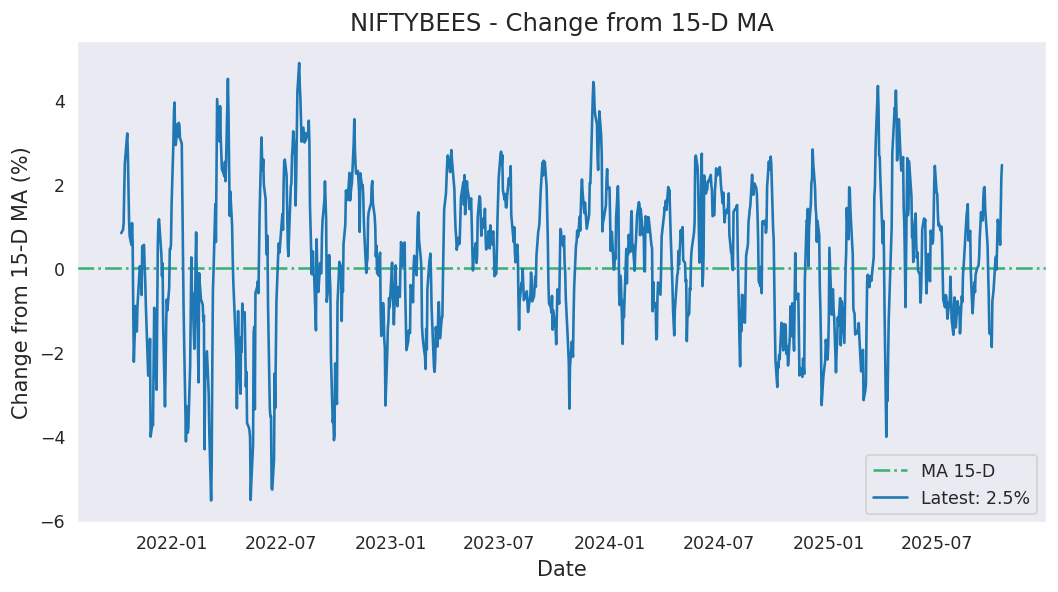 NIFTYBEES - Change from 15-D MA
Change from 15-D MA (%)
4
2
0
−2
−4
−6
2022-01
2022-07
2023-01
2023-07
2024-01
2024-07
2025-01
2025-07
Date
MA 15-D
Latest: 2.5%